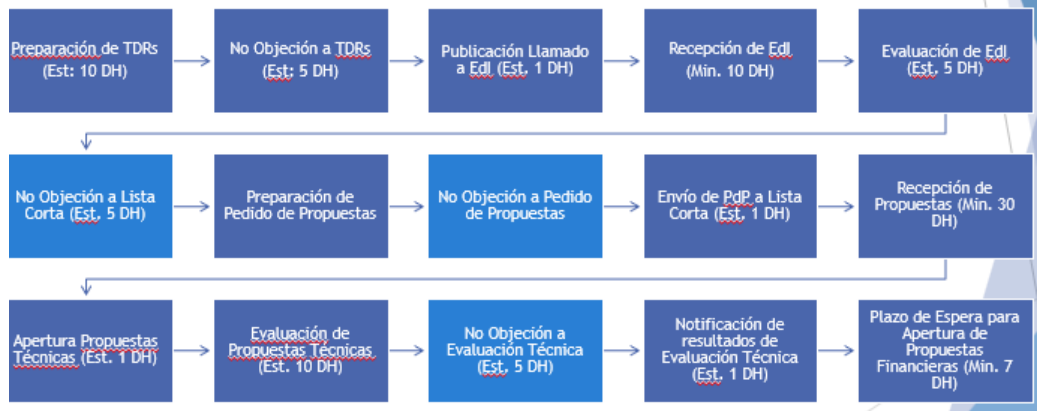 Preparación de TDRs
(Est: 10 DH)
No Objeción a TDRs
(Est: 5 DH)
Publicación Llamado
a EdI (Est. 1 DH)
Recepción de EdI
(Min. 10 DH)
Evaluación de EdI
(Est. 5 DH)
No Objeción a Lista
Corta (Est. 5 DH)
Preparación de
Pedido de Propuestas
No Objeción a Pedido
de Propuestas
Envío de PdP a Lista
Corta (Est. 1 DH)
Recepción de
Propuestas (Min. 30
DH)
Apertura Propuestas
Técnicas (Est. 1 DH)
Evaluación de
Propuestas Técnicas
(Est. 10 DH)
No Objeción a
Evaluación Técnica
(Est. 5 DH)
Notificación de
resultados de
Evaluación Técnica
(Est. 1 DH)
Plazo de Espera para
Apertura de
Propuestas
Financieras (Min. 7
DH)